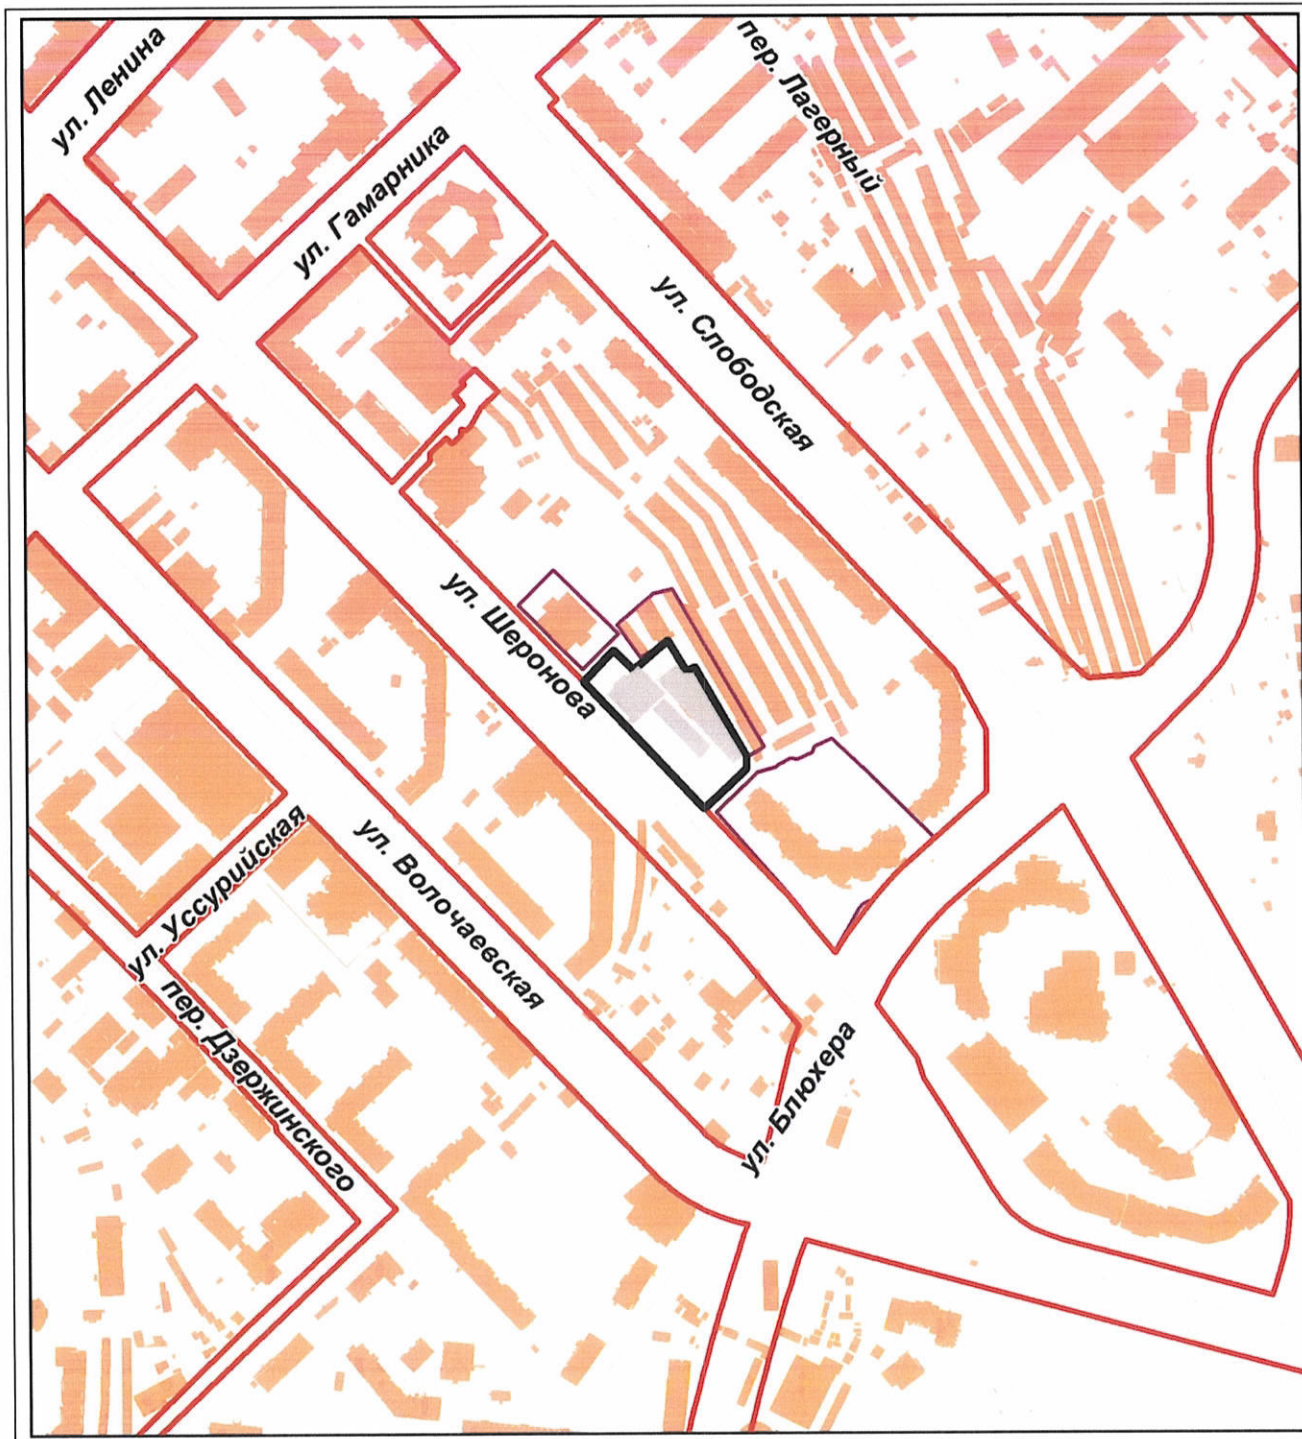 ул. Ленина
пер. Лагерный
ул. Гамарника
ул. Слободская
ул. Шеронова
ул. Уссурийская
ул. Волочаевская
пер. Дзержинского
ул. Блюхера